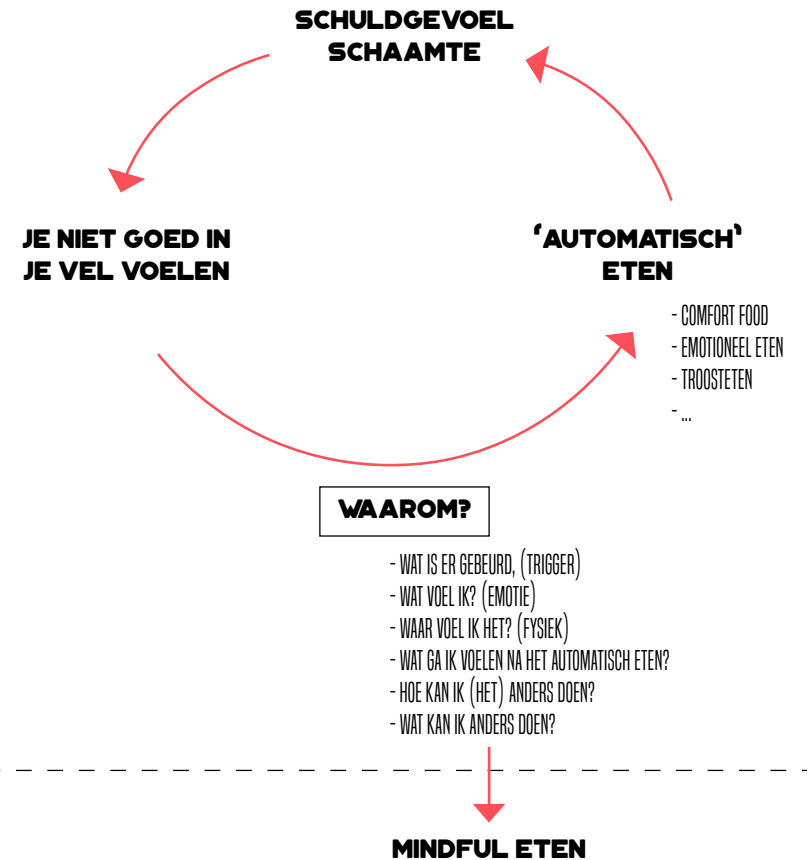 SCHULDGEVOEL
SCHAAMTE
JE NIET GOED IN
JE VEL VOELEN
‘AUTOMATISCH’
ETEN
- COMFORT FOOD
- EMOTIONEEL ETEN
- TROOSTETEN
- ...
WAAROM?
- WAT IS ER GEBEURD, (TRIGGER)
- WAT VOEL IK? (EMOTIE)
- WAAR VOEL IK HET? (FYSIEK)
- WAT GA IK VOELEN NA HET AUTOMATISCH ETEN?
- HOE KAN IK (HET) ANDERS DOEN?
- WAT KAN IK ANDERS DOEN?
MINDFUL ETEN